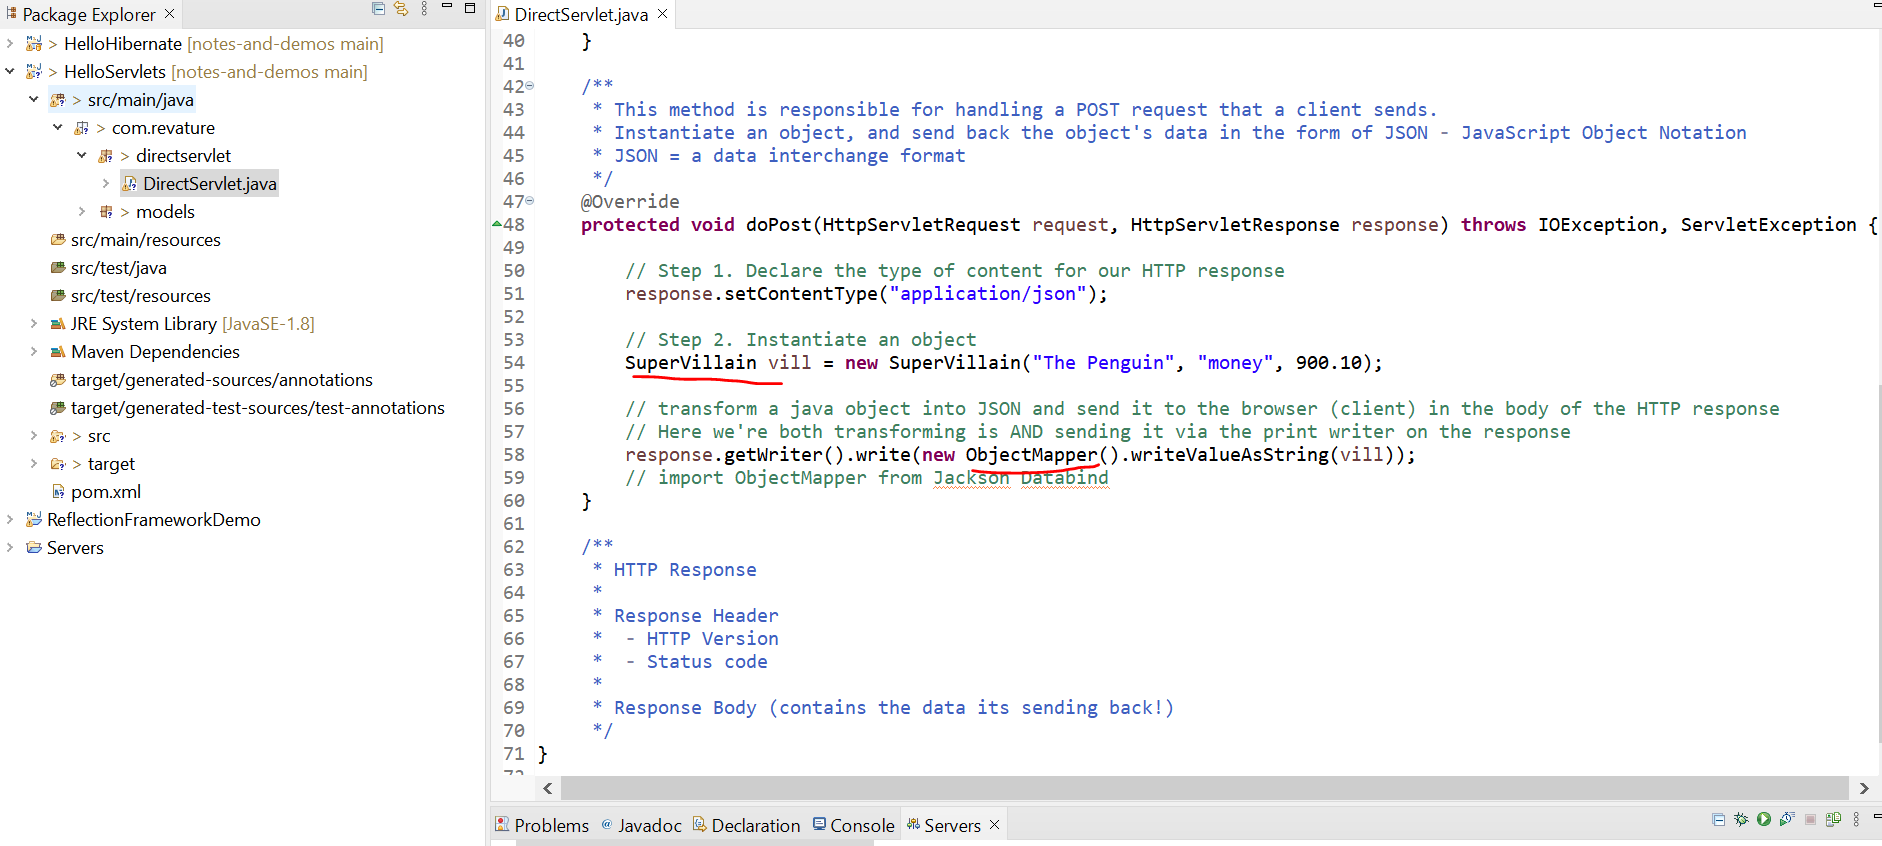 Package Explorer
> HelloHibernate [notes-and-demos main]
> HelloServlets [notes-and-demos main]
> src/main/java
> com.revature
> directservlet
DirectServlet.java
> models
src/main/resources
src/test/java
src/test/resources
JRE System Library [JavaSE-1.8]
Maven Dependencies
target/generated-sources/annotations
target/generated-test-sources/test-annotations
> src
> target
pom.xml
ReflectionFrameworkDemo
Servers
DirectServlet.java
40 }
41
42 /**
43 * This method is responsible for handling a POST request that a client sends.
44 * Instantiate an object, and send back the object's data in the form of JSON - JavaScript Object Notation
45 * JSON = a data interchange format
46 */
47 @Override
48 protected void doPost(HttpServletRequest request, HttpServletResponse response) throws IOException, ServletException {
49
50 // Step 1. Declare the type of content for our HTTP response
51 response.setContentType("application/json");
52
53 // Step 2. Instantiate an object
54 SuperVillain vill = new SuperVillain("The Penguin", "money", 900.10);
55
56 // transform a java object into JSON and send it to the browser (client) in the body of the HTTP response
57 // Here we're both transforming is AND sending it via the print writer on the response
58 response.getWriter().write(new ObjectMapper().writeValueAsString(vill));
59 // import ObjectMapper from Jackson Databind
60 }
61
62 /**
63 * HTTP Response
64 *
65 * Response Header
66 * - HTTP Version
67 * - Status code
68 *
69 * Response Body (contains the data its sending back!)
70 */
71 }
Problems @ Javadoc Declaration Console Servers